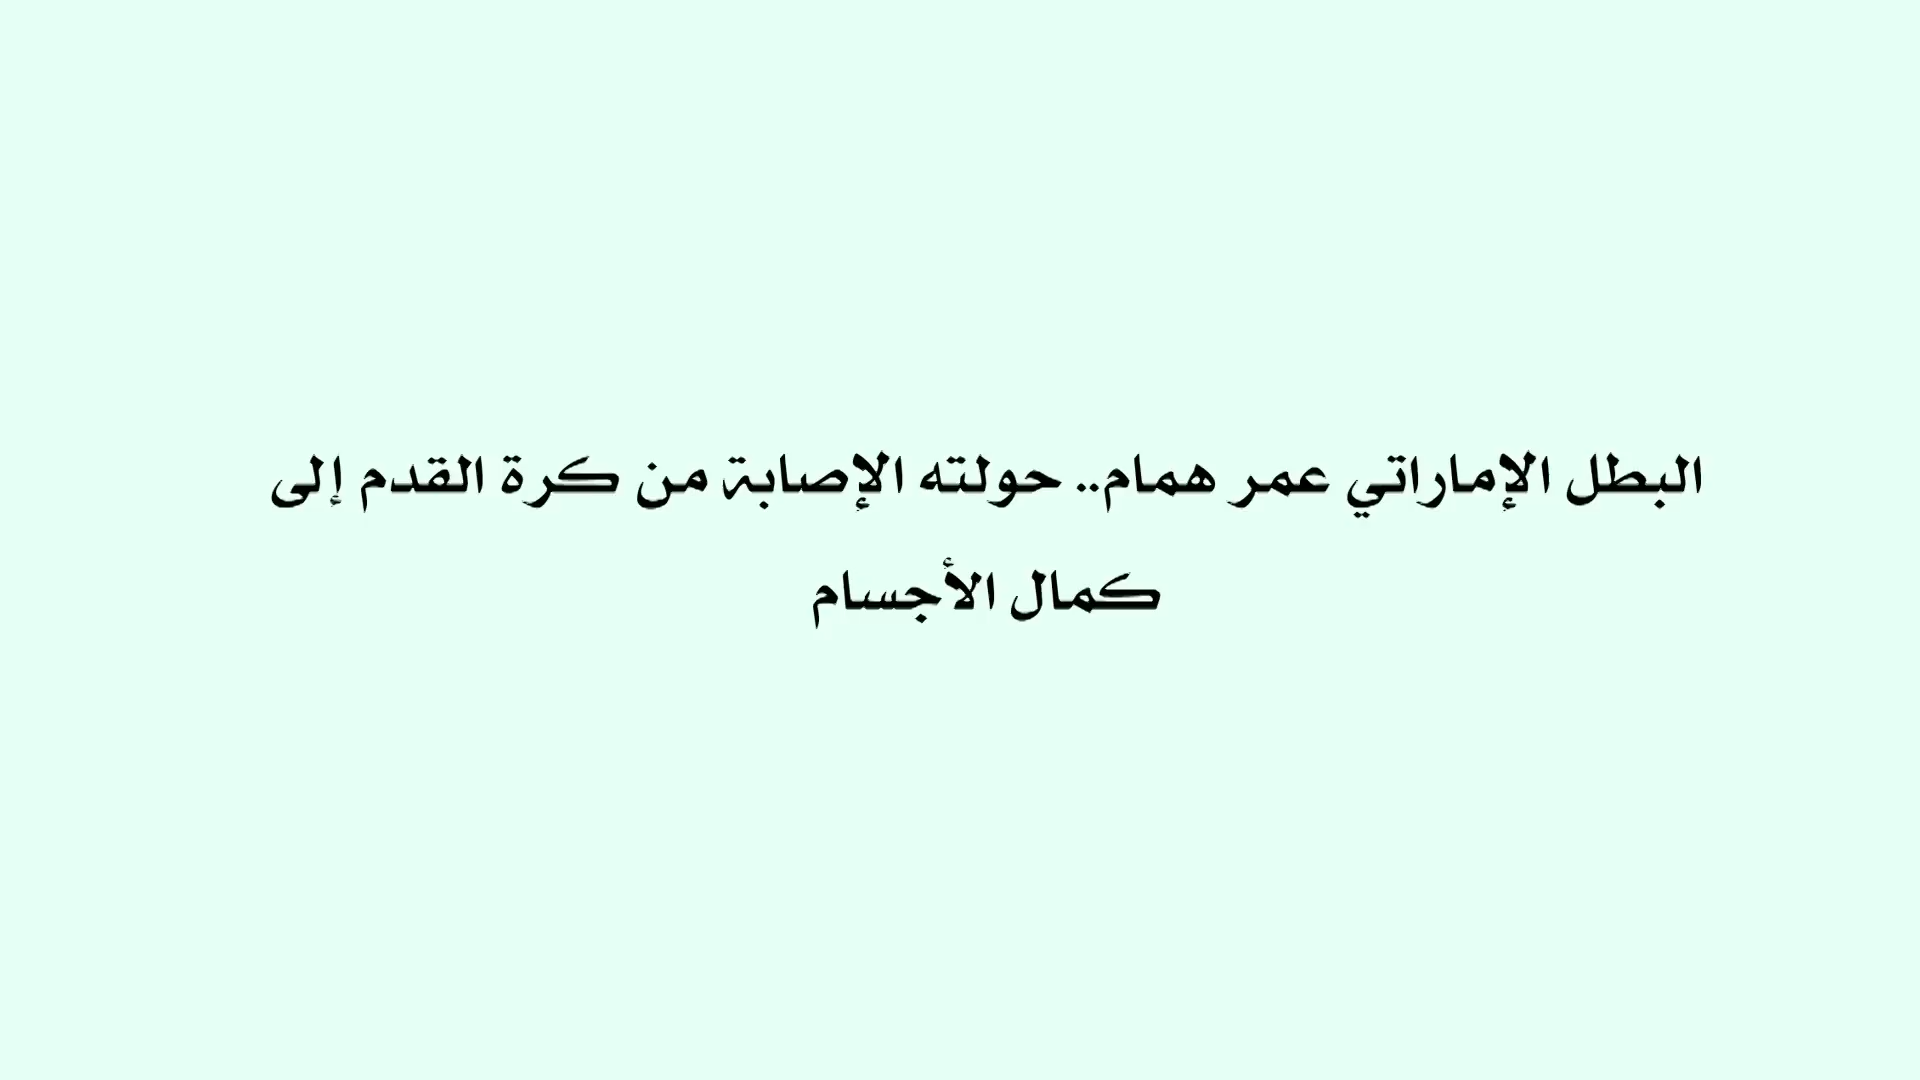 البطل الإماراتي عمر همام.. حولته الإصابة من كرة القدم إلى
كمال الأجسام